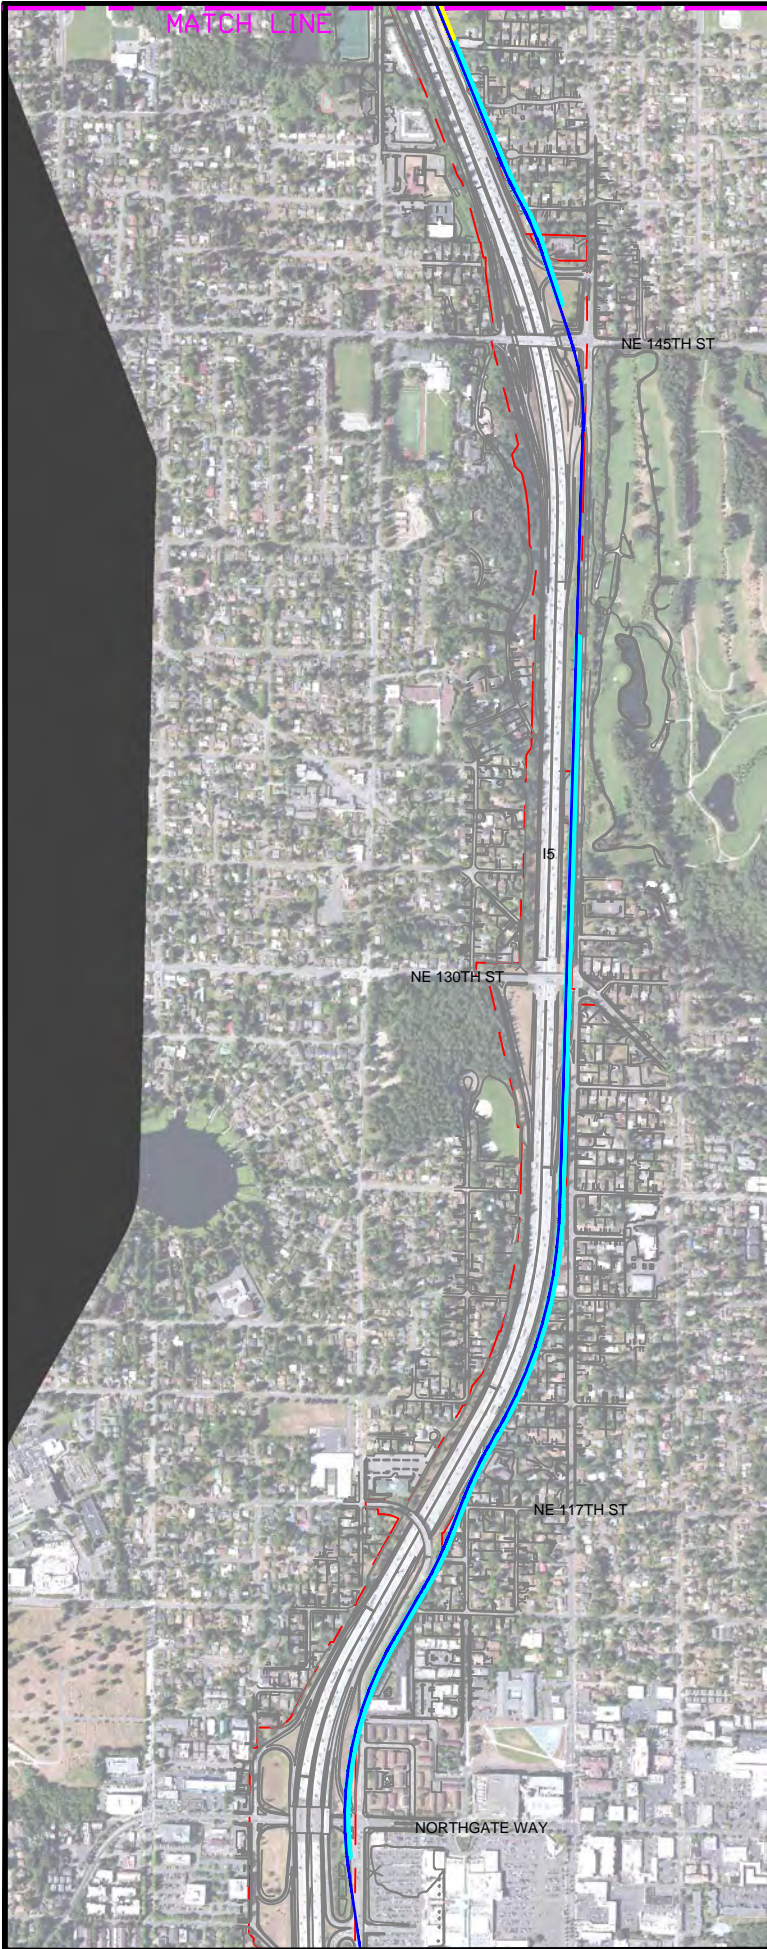 MATCH LINE
NE 145TH ST
I5
NE 130TH ST
NE 117TH ST
NORTHGATE WAY